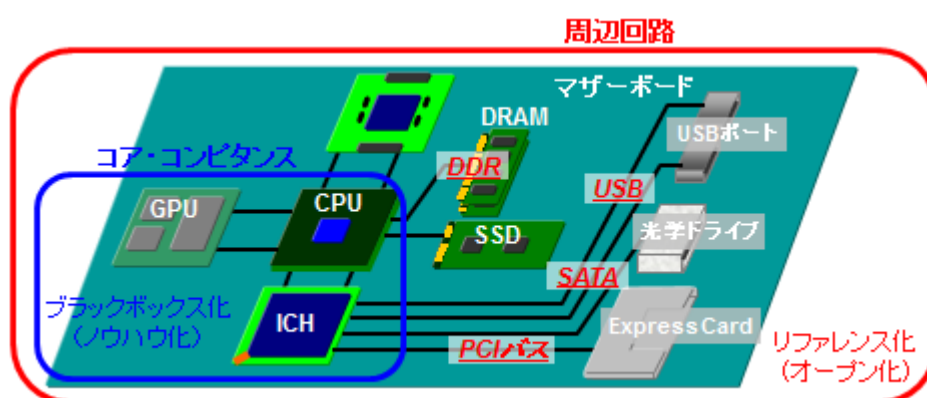 周辺回路
マザーボード
DRAM
USBポート
コア・コンピタンス
DDR
USB
GPU
CPU
SSD
光学ドライブ
SATA
ブラックボックス化
(ノウハウ化)
ICH
ExpressCard
PCIバス
リファレンス化
(オープン化)